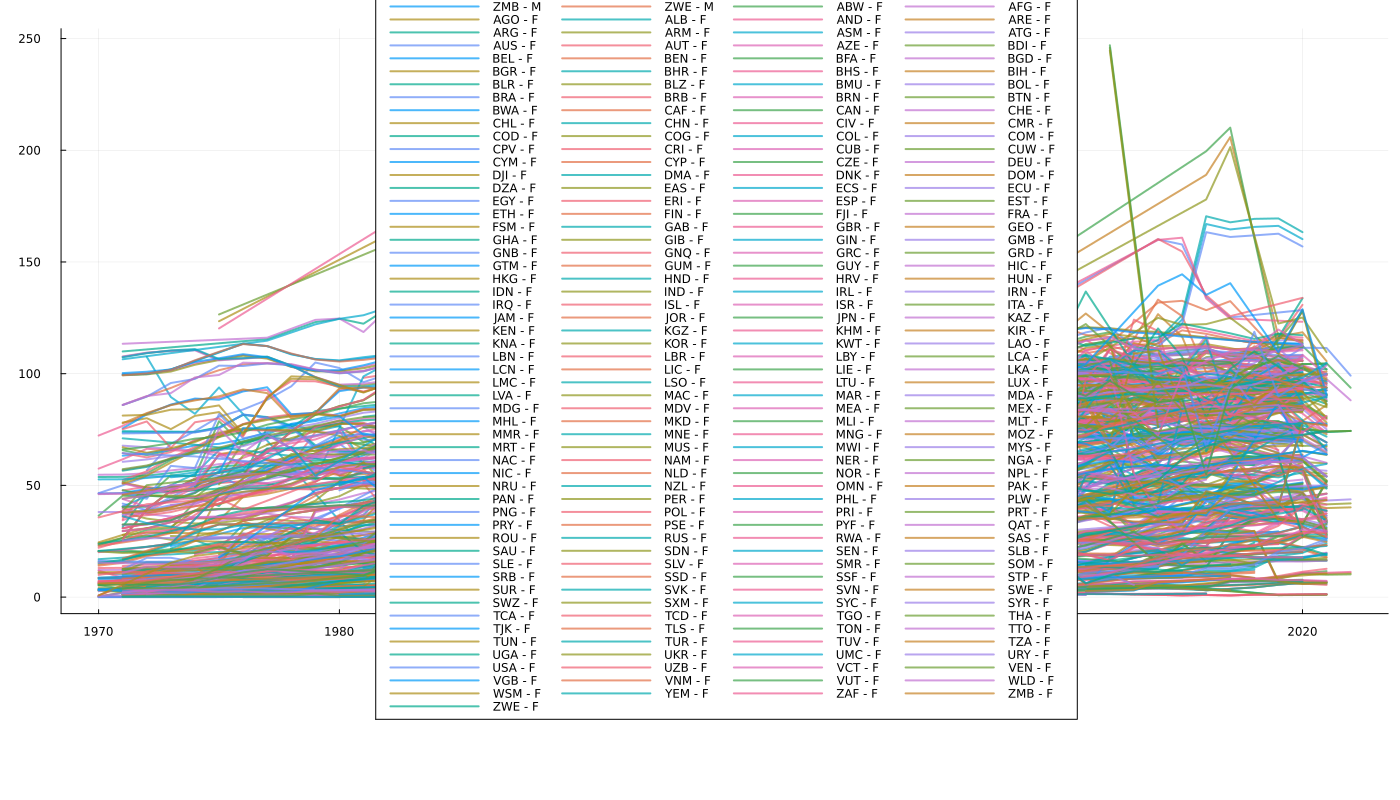 ZMB - M ZWE - M ABW - F AFG - F
AGO - F ALB - F AND - F ARE - F
ARG - F ARM - F ASM - F ATG - F
AUS - F AUT - F AZE - F BDI - F
BEL - F BEN - F BFA - F BGD - F
BGR - F BHR - F BHS - F BIH - F
BLR - F BLZ - F BMU - F BOL - F
BRA - F BRB - F BRN - F BTN - F
BWA - F CAF - F CAN - F CHE - F
CHL - F CHN - F CIV - F CMR - F
COD - F COG - F COL - F COM - F
CPV - F CRI - F CUB - F CUW - F
CYM - F CYP - F CZE - F DEU - F
DJI - F DMA - F DNK - F DOM - F
DZA - F EAS - F ECS - F ECU - F
EGY - F ERI - F ESP - F EST - F
ETH - F FIN - F FJI - F FRA - F
FSM - F GAB - F GBR - F GEO - F
GHA - F GIB - F GIN - F GMB - F
GNB - F GNQ - F GRC - F GRD - F
GTM - F GUM - F GUY - F HIC - F
HKG - F HND - F HRV - F HUN - F
IDN - F IND - F IRL - F IRN - F
IRQ - F ISL - F ISR - F ITA - F
JAM - F JOR - F JPN - F KAZ - F
KEN - F KGZ - F KHM - F KIR - F
KNA - F KOR - F KWT - F LAO - F
LBN - F LBR - F LBY - F LCA - F
LCN - F LIC - F LIE - F LKA - F
LMC - F LSO - F LTU - F LUX - F
LVA - F MAC - F MAR - F MDA - F
MDG - F MDV - F MEA - F MEX - F
MHL - F MKD - F MLI - F MLT - F
MMR - F MNE - F MNG - F MOZ - F
MRT - F MUS - F MWI - F MYS - F
NAC - F NAM - F NER - F NGA - F
NIC - F NLD - F NOR - F NPL - F
NRU - F NZL - F OMN - F PAK - F
PAN - F PER - F PHL - F PLW - F
PNG - F POL - F PRI - F PRT - F
PRY - F PSE - F PYF - F QAT - F
ROU - F RUS - F RWA - F SAS - F
SAU - F SDN - F SEN - F SLB - F
SLE - F SLV - F SMR - F SOM - F
SRB - F SSD - F SSF - F STP - F
SUR - F SVK - F SVN - F SWE - F
SWZ - F SXM - F SYC - F SYR - F
TCA - F TCD - F TGO - F THA - F
TJK - F TLS - F TON - F TTO - F
TUN - F TUR - F TUV - F TZA - F
UGA - F UKR - F UMC - F URY - F
USA - F UZB - F VCT - F VEN - F
VGB - F VNM - F VUT - F WLD - F
WSM - F YEM - F ZAF - F ZMB - F
ZWE - F
250
200
150
100
50
0
1970 1980 2020